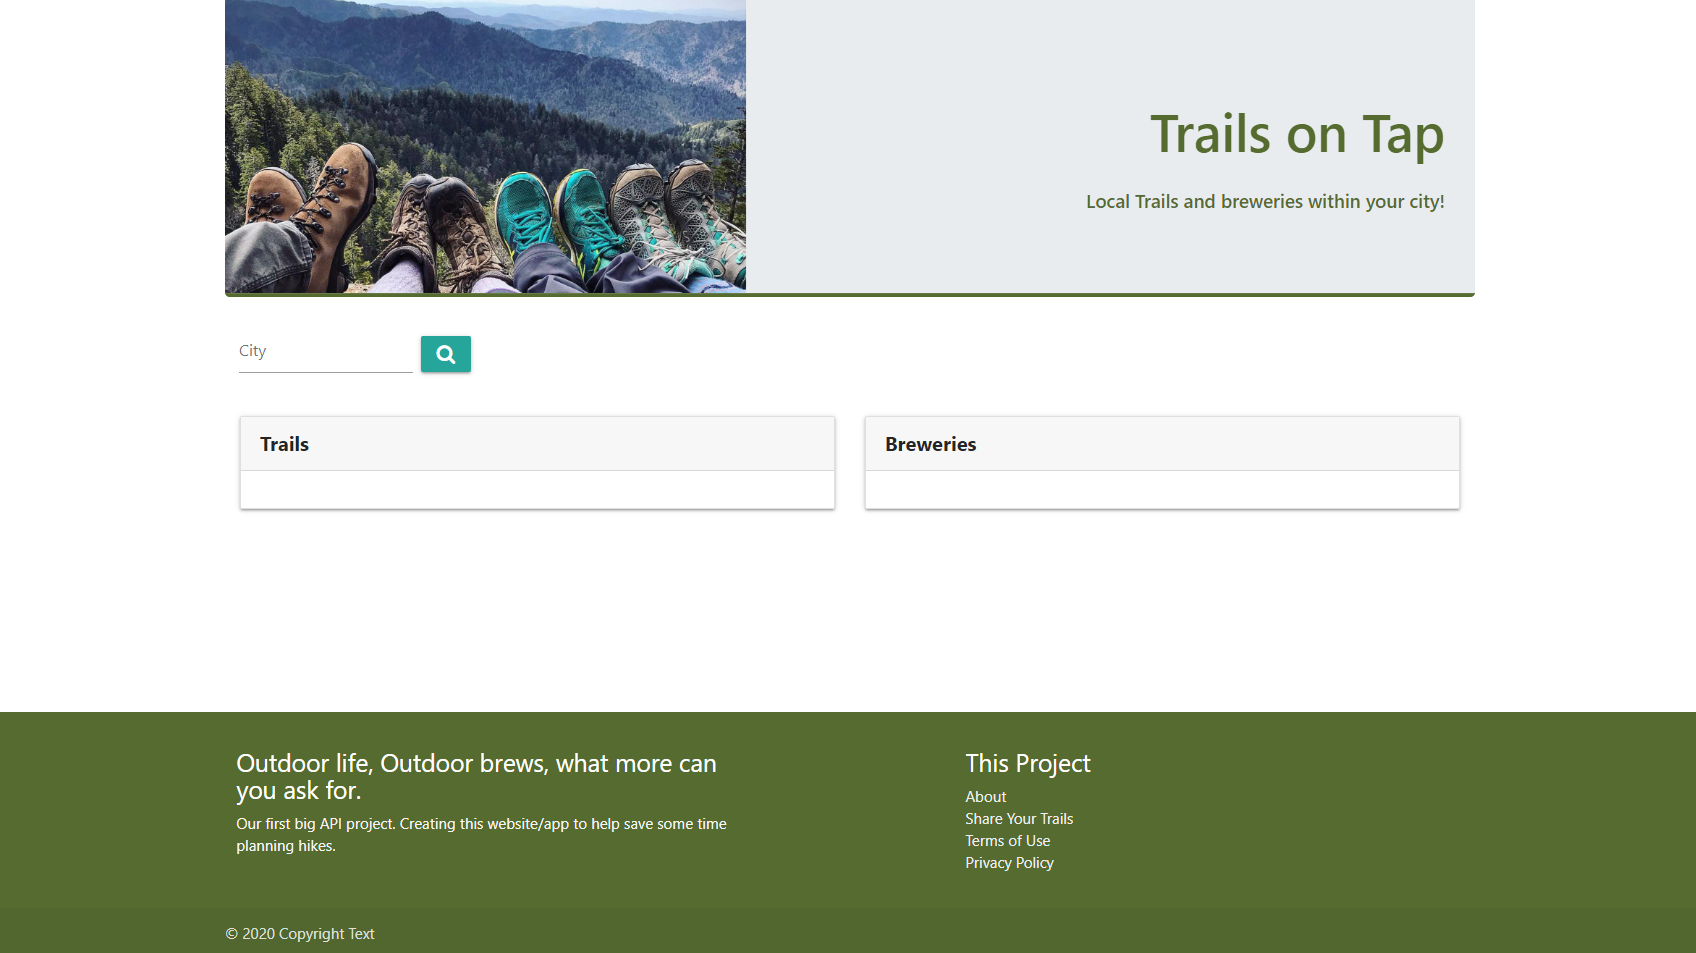 Trails on Tap
Local Trails and breweries within your city!
City
Trails
Breweries
Outdoor life, Outdoor brews, what more can
you ask for.
Our first big API project. Creating this website/app to help save some time
planning hikes.
This Project
About
Share Your Trails
Terms of Use
Privacy Policy
© 2020 Copyright Text